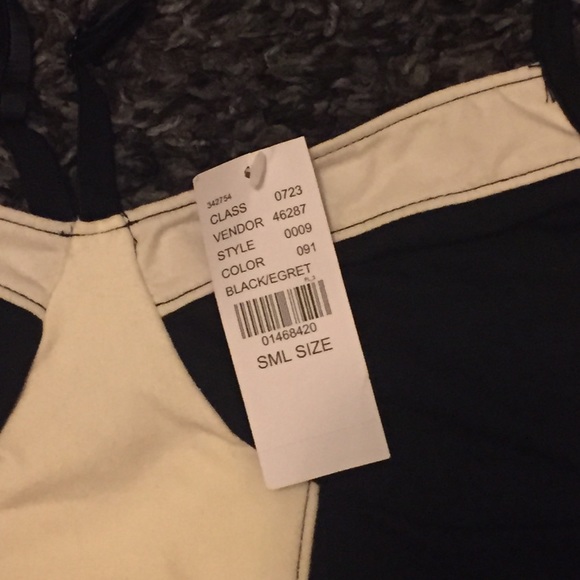 342754
CLASS 0723
VENDOR 46287
STYLE 0009
COLOR 091
BLACK/EGRET
01468420
SML SIZE